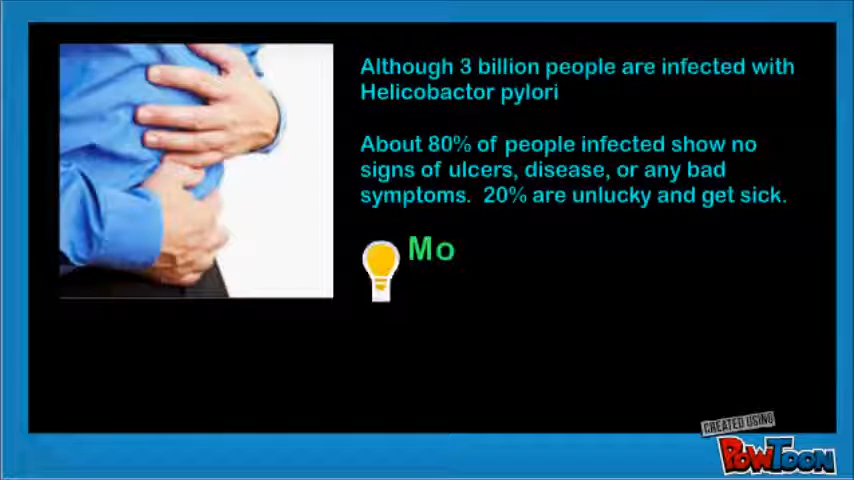 Although 3 billion people are infected with
Helicobactor pylori
About 80% of people infected show no
signs of ulcers, disease, or any bad
symptoms.  20% are unlucky and get sick.
Mo
CREATED USING
POWTOON